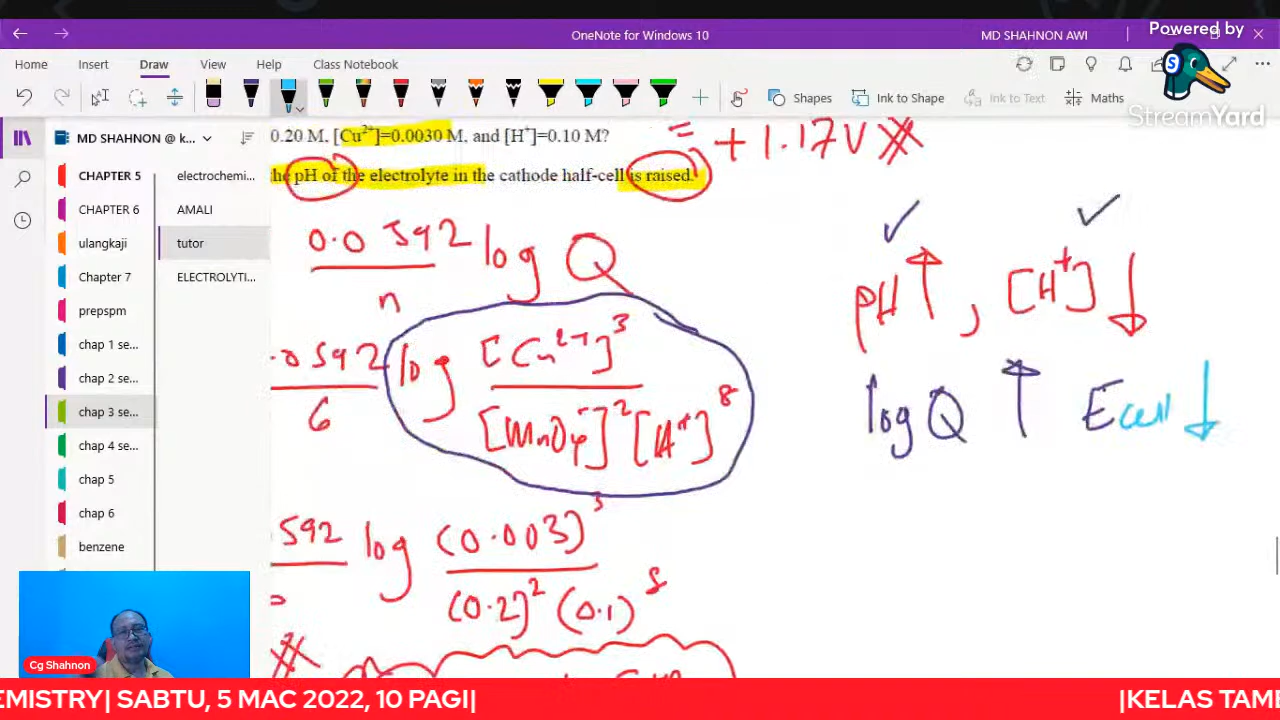 OneNote for Windows 10
MD SHAHNON AWI
Powered by
StreamYard
Home Insert Draw View Help Class Notebook
Shapes Ink to Shape Ink to Text Maths
MD SHAHNON @ k...
CHAPTER 5
CHAPTER 6
ulangkaji
Chapter 7
prepspm
chap 1 se...
chap 2 se...
chap 3 se...
chap 4 se...
chap 5
chap 6
benzene
electrochemi...
AMALI
tutor
ELECTROLYTI...
0.20 M, [Cu²⁺]=0.0030 M, and [H⁺]=0.10 M?
= + 1.17V
the pH of the electrolyte in the cathode half-cell is raised.
0.0592 log Q
n
.0592 log [Cu²⁺]³
6 [MnO₄⁻]² [H⁺]⁸
592 log (0.003)³
(0.2)² (0.1)⁸
pH ↑ , [H⁺] ↓
log Q ↑ Ecell ↓
Cg Shahnon
EMISTRY| SABTU, 5 MAC 2022, 10 PAGI|| |KELAS TAM